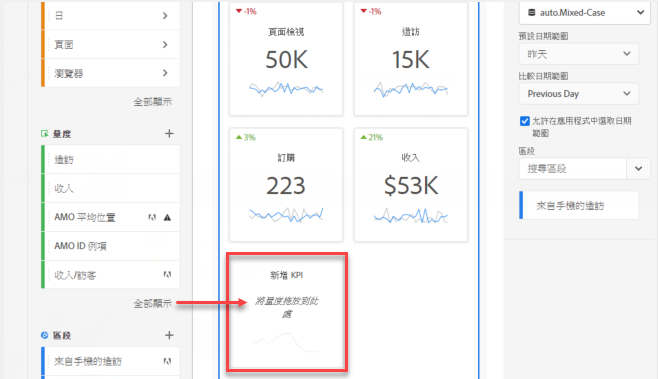 日
頁面
瀏覽器
全部顯示
量度
造訪
收入
AMO 平均位置
AMO ID 例項
收入/訪客
全部顯示
區段
來自手機的造訪
-1%
頁面檢視
50K
-1%
造訪
15K
3%
訂購
223
21%
收入
$53K
新增 KPI
將量度拖放到此
處
auto.Mixed-Case
預設日期範圍
昨天
比較日期範圍
Previous Day
允許在應用程式中選取日期
範圍
區段
搜尋區段
來自手機的造訪